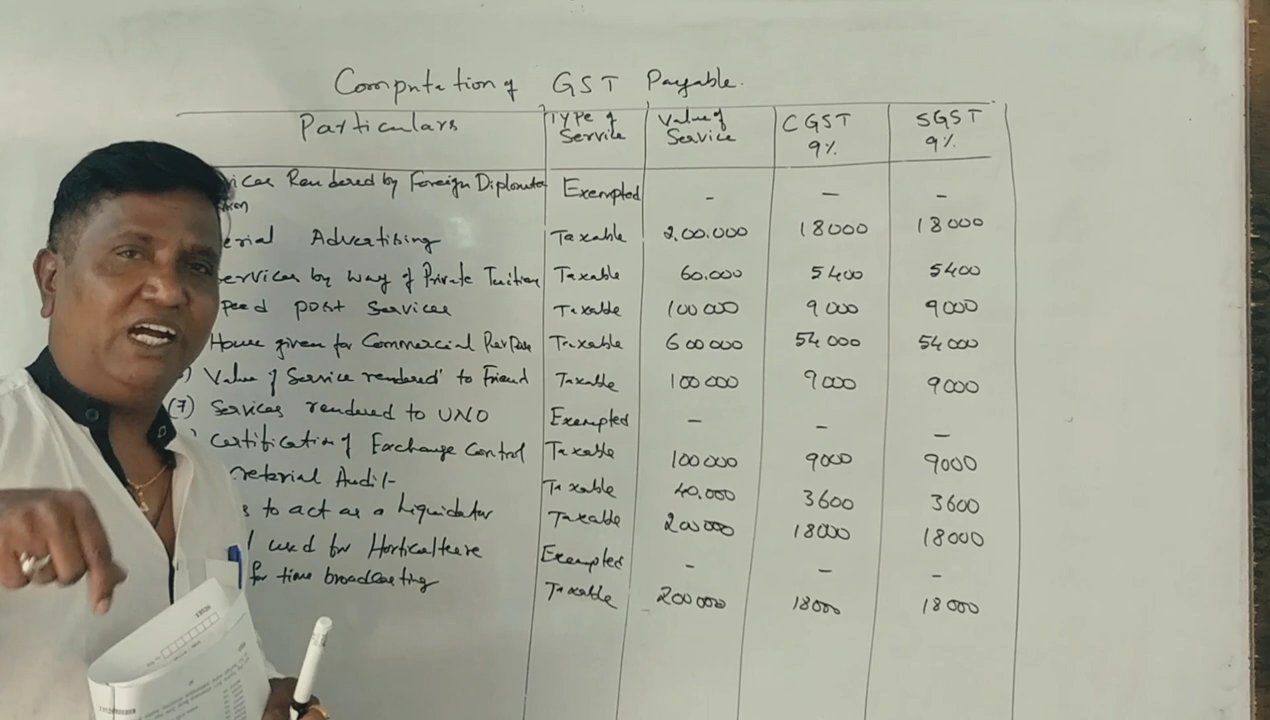 Computation of GST Payable.
Particulars Type of Service Value of Service CGST 9% SGST 9%
Rendered by Foreign Diplomatic Exempted - - -
Advertising Taxable 2,00,000 18000 18000
services by way of Private Tuition Taxable 60,000 5400 5400
post Services Taxable 100000 9000 9000
House given for Commercial Purpose Taxable 600000 54000 54000
) Value of Service rendered to Friend Taxable 100000 9000 9000
(7) Services rendered to UNO Exempted - - -
) Certification of Exchange Control Taxable 100000 9000 9000
retarial Audit Taxable 40,000 3600 3600
s to act as a Liquidator Taxable 200000 18000 18000
used for Horticulture Exempted - - -
for time broadcasting Taxable 200000 18000 18000